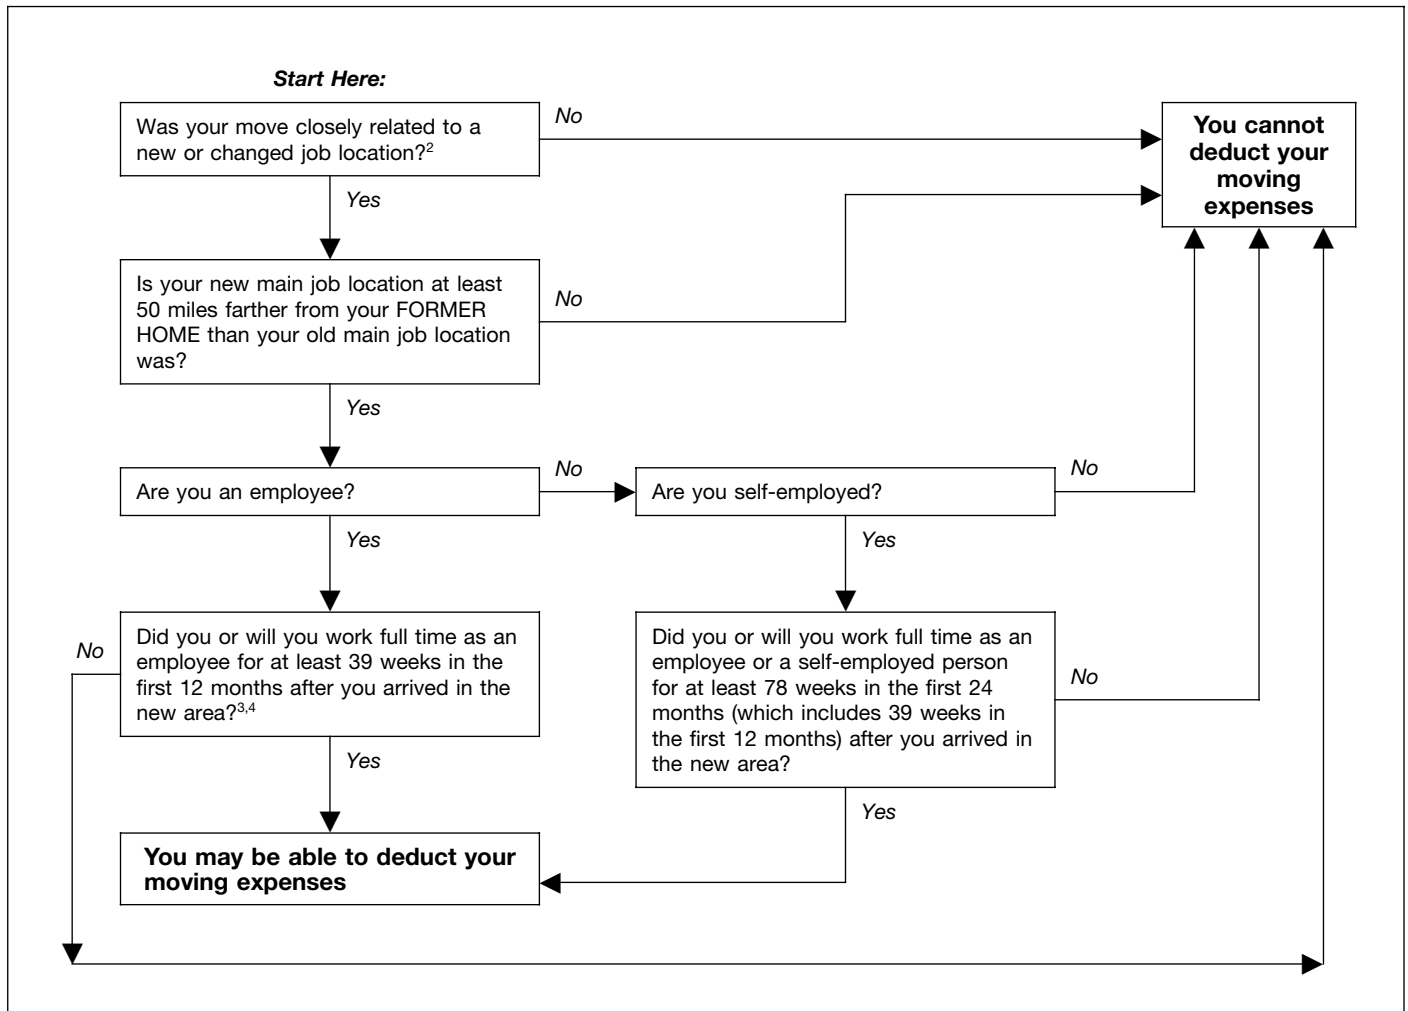 Start Here:
Was your move closely related to a
new or changed job location?²
No
You cannot
deduct your
moving
expenses
Yes
Is your new main job location at least
50 miles farther from your FORMER
HOME than your old main job location
was?
No
Yes
Are you an employee?
No
Are you self-employed?
No
Yes
Yes
No
Did you or will you work full time as an
employee for at least 39 weeks in the
first 12 months after you arrived in the
new area?³,⁴
Did you or will you work full time as an
employee or a self-employed person
for at least 78 weeks in the first 24
months (which includes 39 weeks in
the first 12 months) after you arrived in
the new area?
No
Yes
Yes
You may be able to deduct your
moving expenses